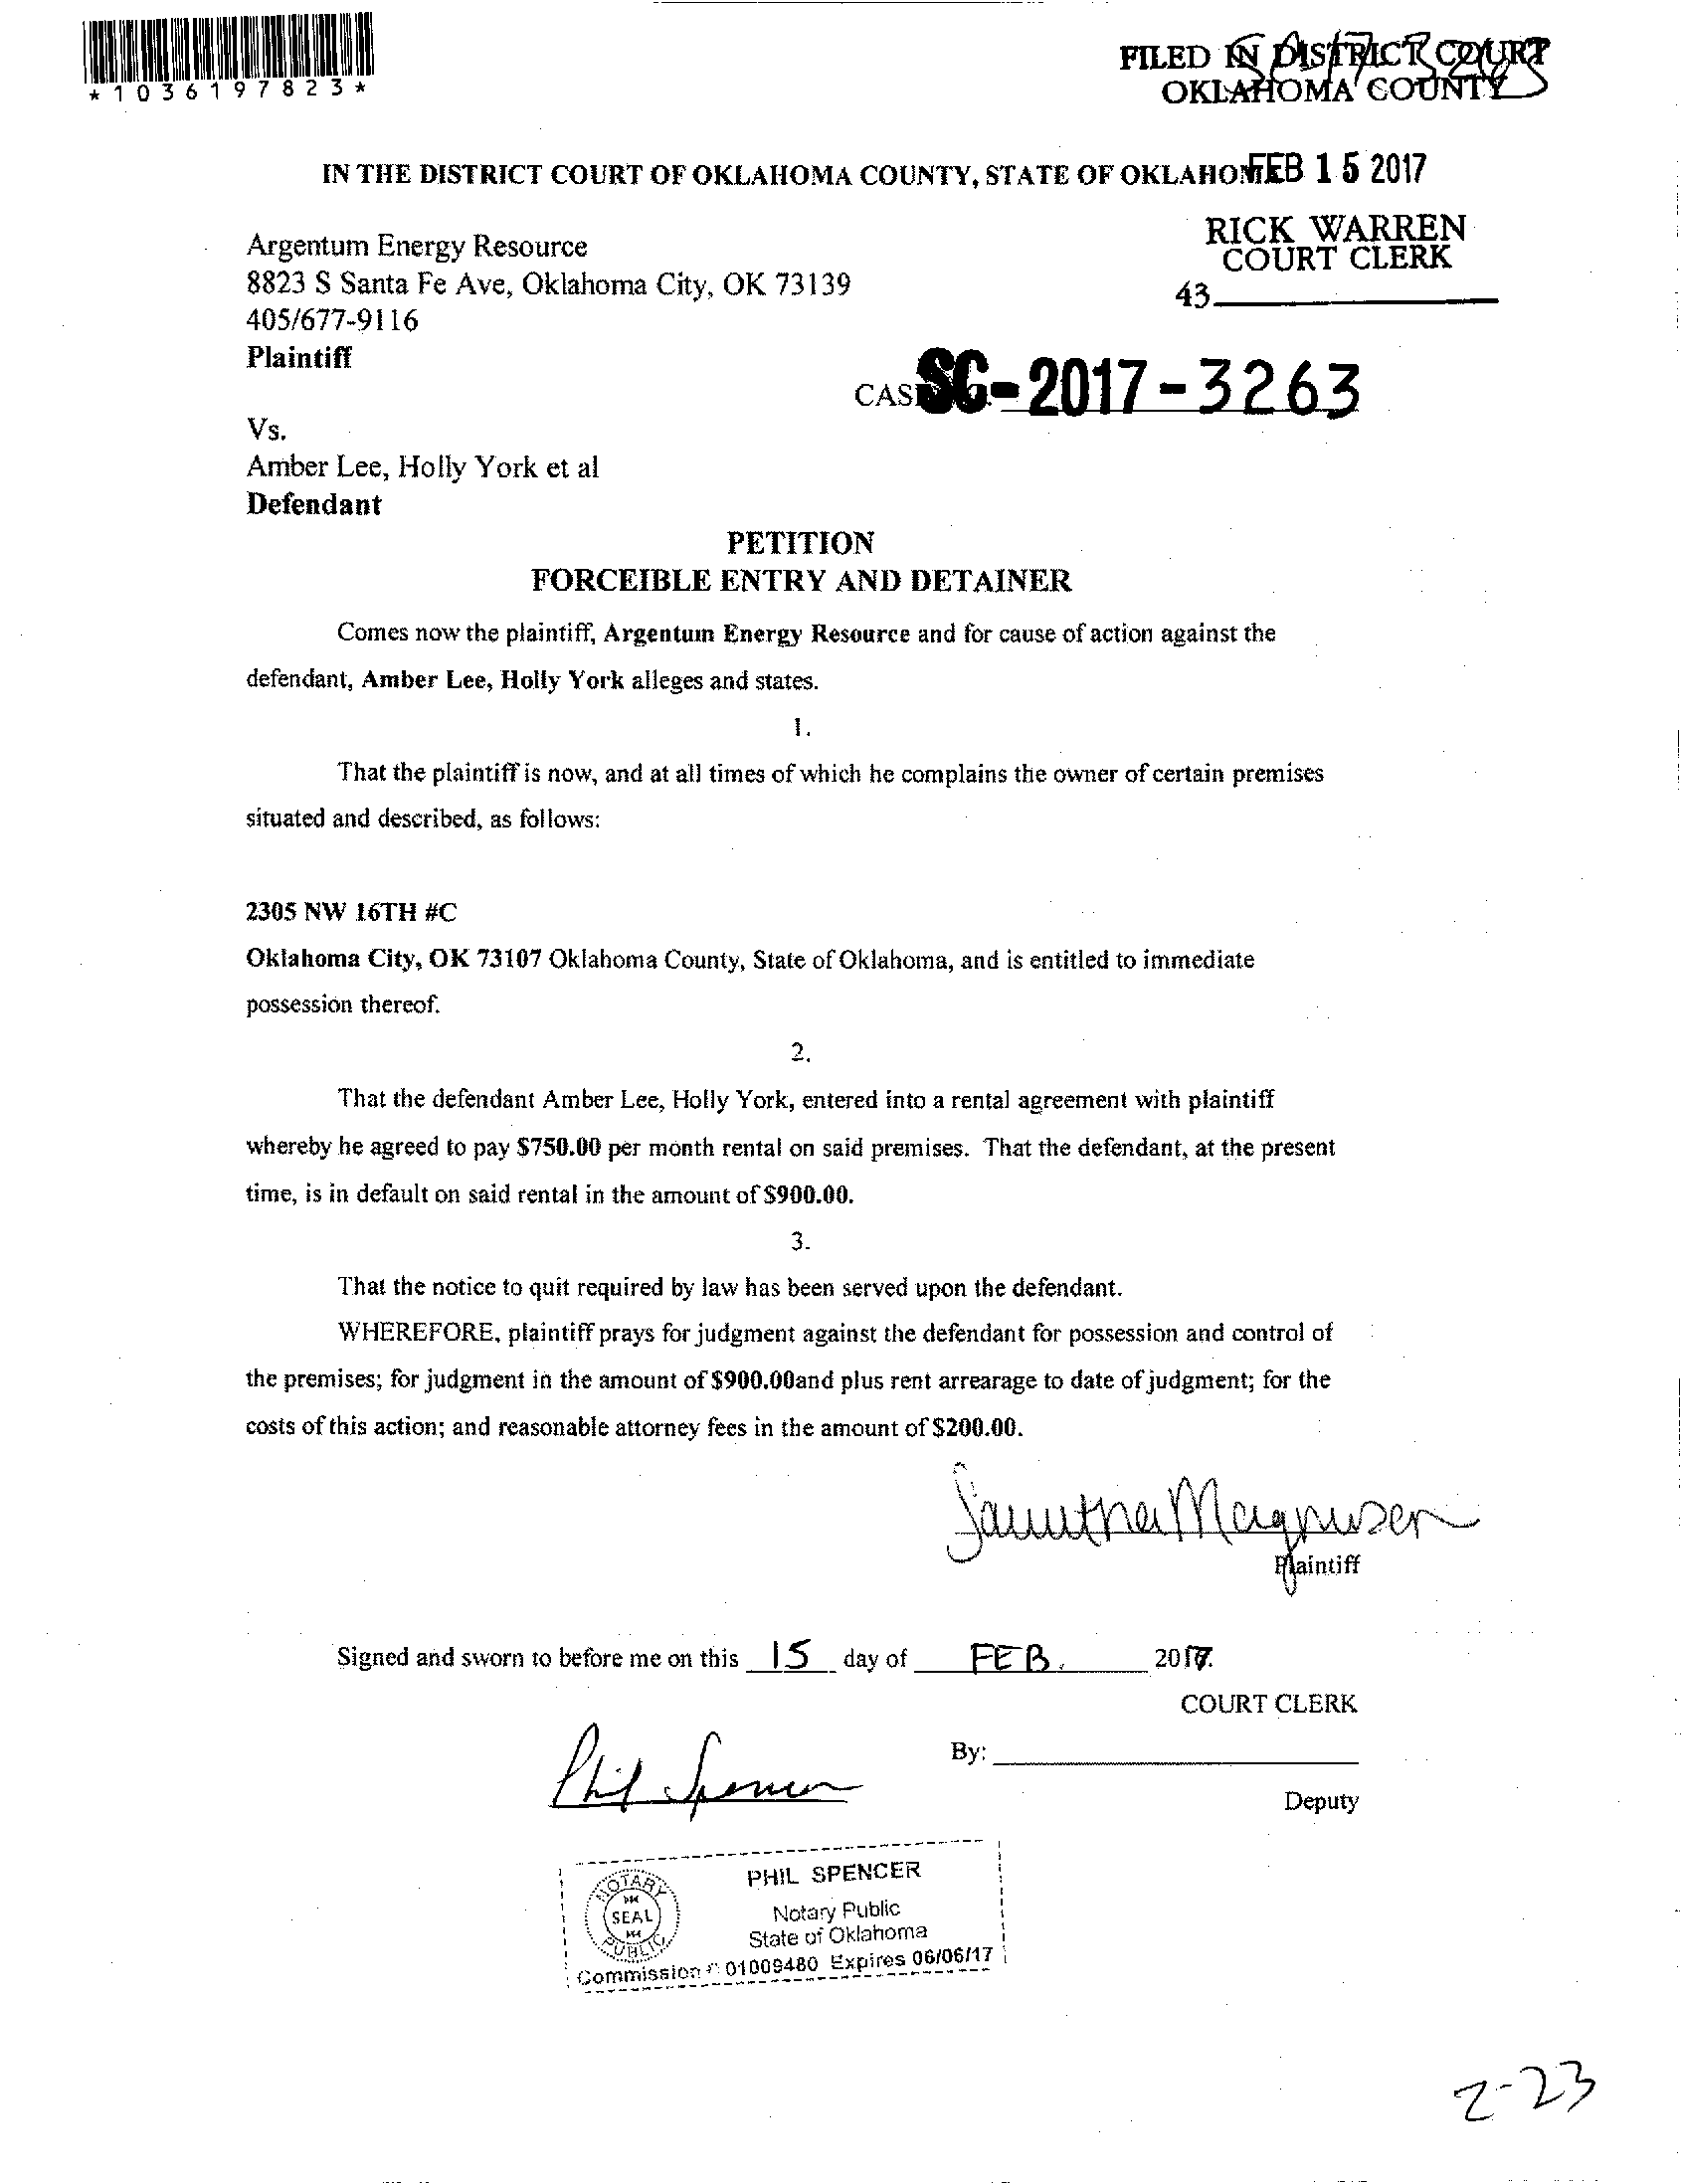 *1036197823*
SC17 3263
FILED IN DISTRICT COURT
OKLAHOMA COUNTY
IN THE DISTRICT COURT OF OKLAHOMA COUNTY, STATE OF OKLAHOM
FEB 15 2017
RICK WARREN
COURT CLERK
43
Argentum Energy Resource
8823 S Santa Fe Ave, Oklahoma City, OK 73139
405/677-9116
Plaintiff
CASE SC-2017-3263
Vs.
Amber Lee, Holly York et al
Defendant
PETITION
FORCEIBLE ENTRY AND DETAINER
Comes now the plaintiff, Argentum Energy Resource and for cause of action against the
defendant, Amber Lee, Holly York alleges and states.
1.
That the plaintiff is now, and at all times of which he complains the owner of certain premises
situated and described, as follows:
2305 NW 16TH #C
Oklahoma City, OK 73107 Oklahoma County, State of Oklahoma, and is entitled to immediate
possession thereof.
2.
That the defendant Amber Lee, Holly York, entered into a rental agreement with plaintiff
whereby he agreed to pay $750.00 per month rental on said premises. That the defendant, at the present
time, is in default on said rental in the amount of $900.00.
3.
That the notice to quit required by law has been served upon the defendant.
WHEREFORE, plaintiff prays for judgment against the defendant for possession and control of
the premises; for judgment in the amount of $900.00and plus rent arrearage to date of judgment; for the
costs of this action; and reasonable attorney fees in the amount of $200.00.
Samantha Magnusen
Plaintiff
Signed and sworn to before me on this 15 day of FEB. 2017.
COURT CLERK
By:
Phil Spencer
Deputy
NOTARY
SEAL
PUBLIC
PHIL SPENCER
Notary Public
State of Oklahoma
Commission # 01009480 Expires 06/06/17
2-23